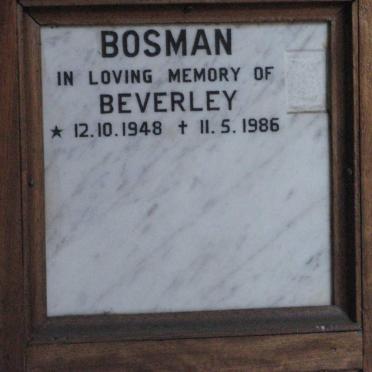 BOSMAN
IN LOVING MEMORY OF
BEVERLEY
★ 12.10.1948 ✝ 11.5.1986